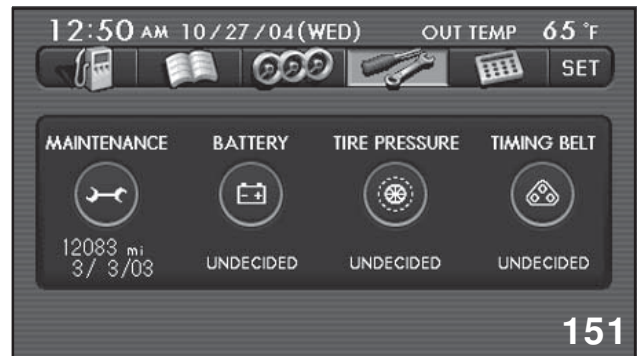 12:50 AM 10/27/04(WED) OUT TEMP 65 °F
SET
MAINTENANCE BATTERY TIRE PRESSURE TIMING BELT
12083 mi UNDECIDED UNDECIDED UNDECIDED
3/ 3/03
151